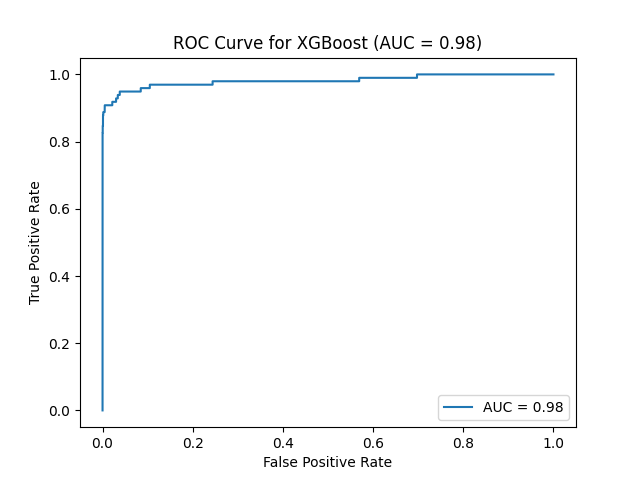 ROC Curve for XGBoost (AUC = 0.98)
1.0
0.8
0.6
0.4
0.2
0.0
True Positive Rate
AUC = 0.98
0.0 0.2 0.4 0.6 0.8 1.0
False Positive Rate